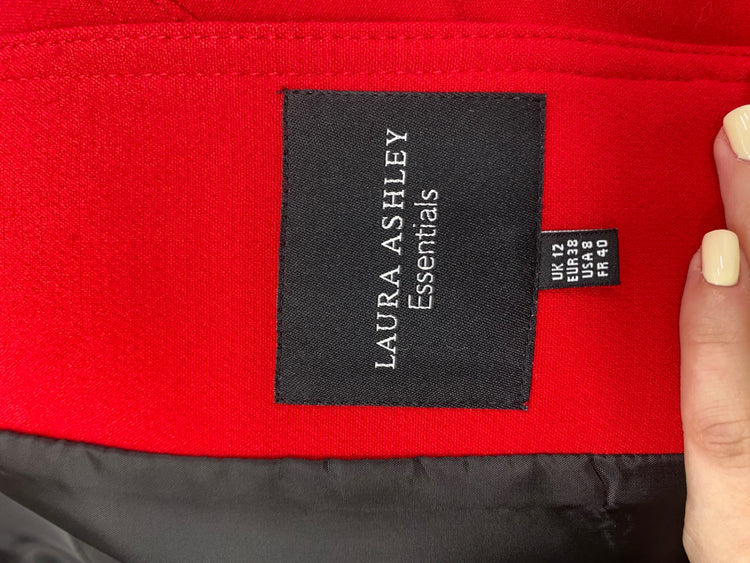 LAURA ASHLEY
Essentials
UK 12
EUR 38
USA 8
FR 40